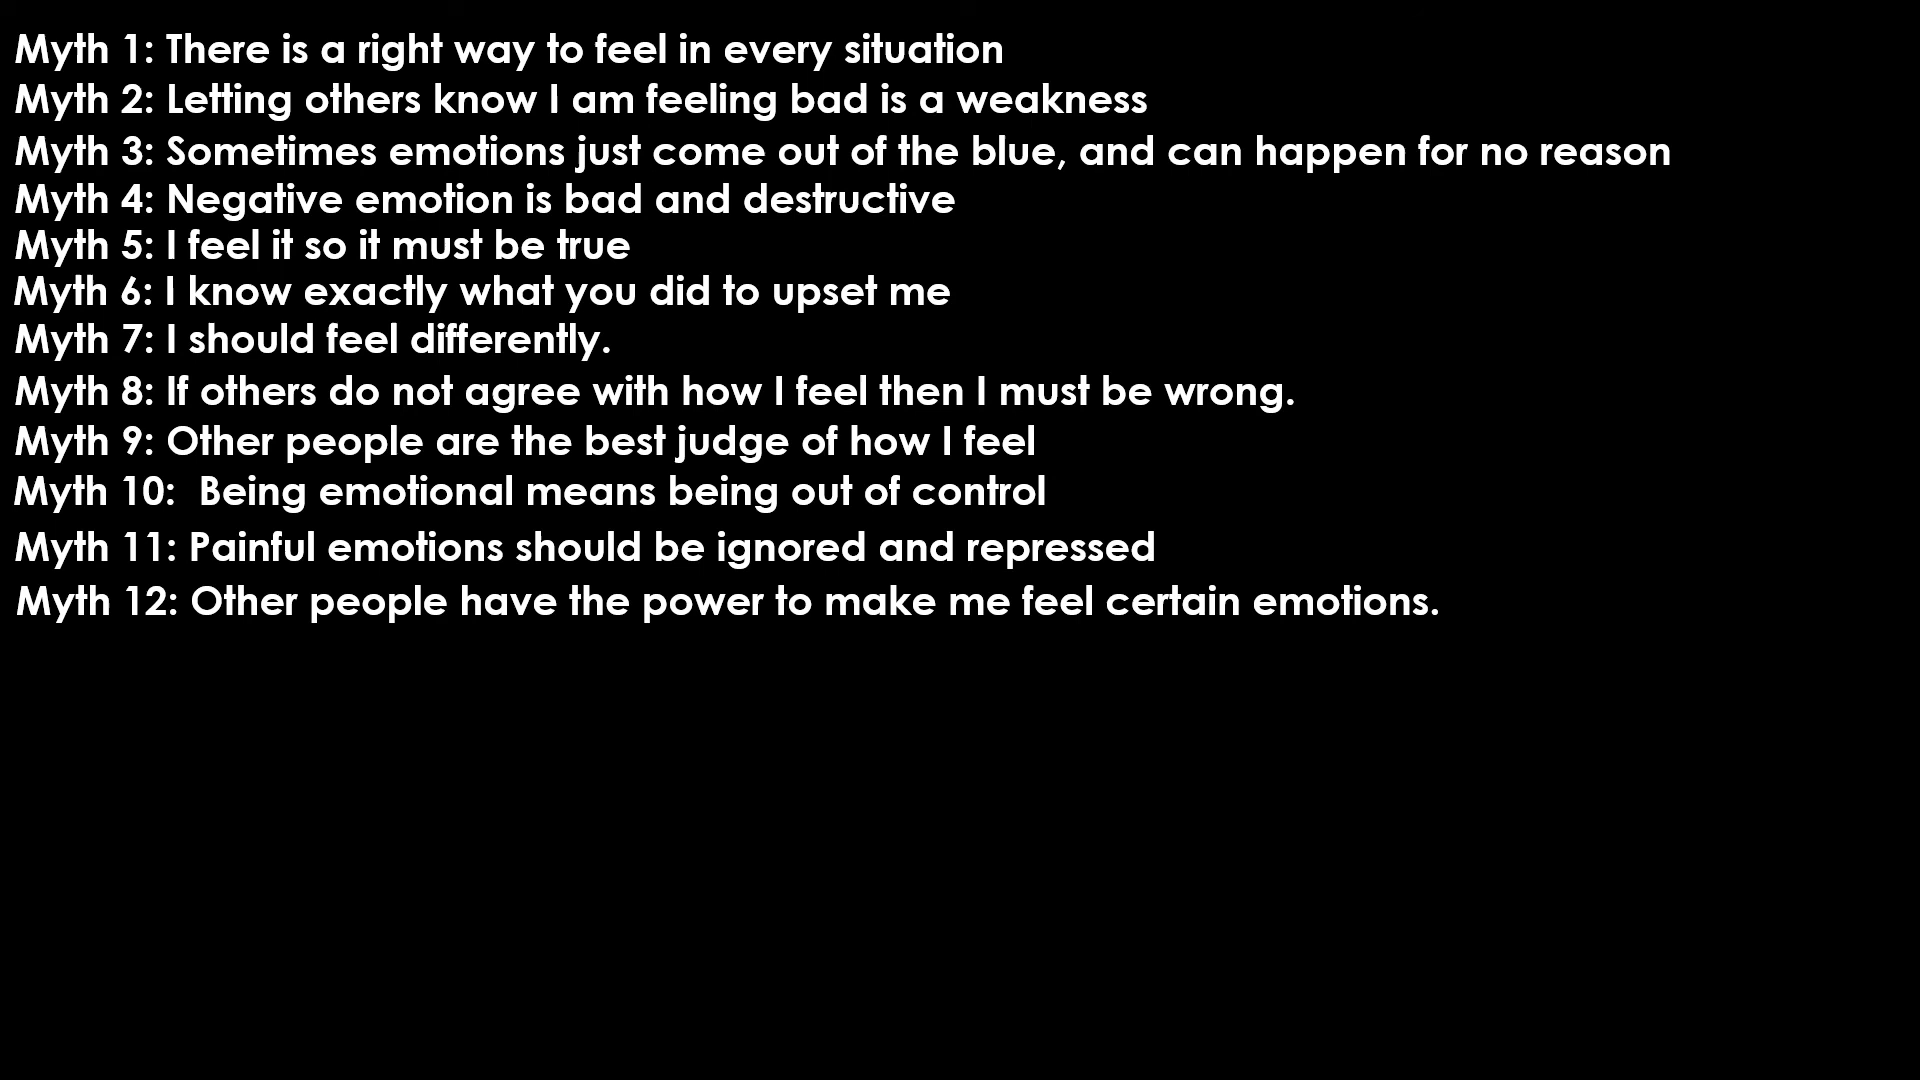 Myth 1: There is a right way to feel in every situation
Myth 2: Letting others know I am feeling bad is a weakness
Myth 3: Sometimes emotions just come out of the blue, and can happen for no reason
Myth 4: Negative emotion is bad and destructive
Myth 5: I feel it so it must be true
Myth 6: I know exactly what you did to upset me
Myth 7: I should feel differently.
Myth 8: If others do not agree with how I feel then I must be wrong.
Myth 9: Other people are the best judge of how I feel
Myth 10:  Being emotional means being out of control
Myth 11: Painful emotions should be ignored and repressed
Myth 12: Other people have the power to make me feel certain emotions.